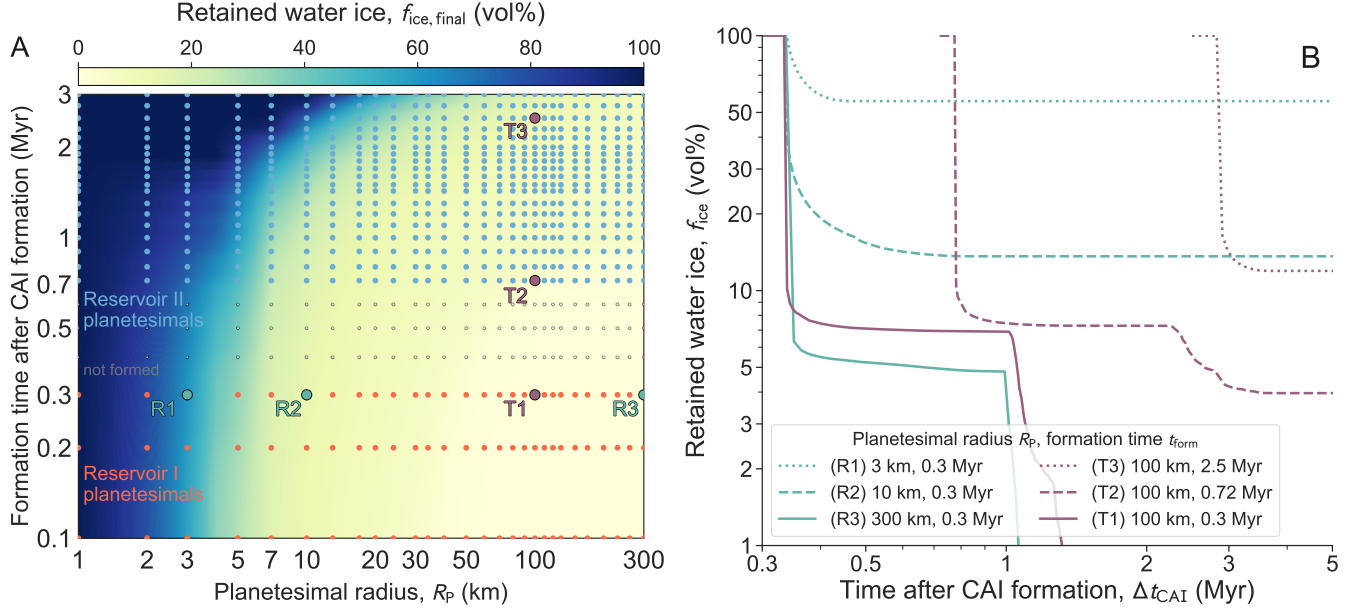 Retained water ice, f_ice, final (vol%)
A
0 20 40 60 80 100
Formation time after CAI formation (Myr)
3
2
1
0.7
0.5
0.3
0.2
0.1
T3
T2
Reservoir II
planetesimals
not formed
R1 R2 T1 R3
Reservoir I
planetesimals
1 2 3 5 7 10 20 30 50 100 200 300
Planetesimal radius, R_P (km)
B
Retained water ice, f_ice (vol%)
100
50
30
20
10
5
4
3
2
1
Planetesimal radius R_P, formation time t_form
(R1) 3 km, 0.3 Myr
(R2) 10 km, 0.3 Myr
(R3) 300 km, 0.3 Myr
(T3) 100 km, 2.5 Myr
(T2) 100 km, 0.72 Myr
(T1) 100 km, 0.3 Myr
0.3 0.5 1 2 3 5
Time after CAI formation, Δt_CAI (Myr)